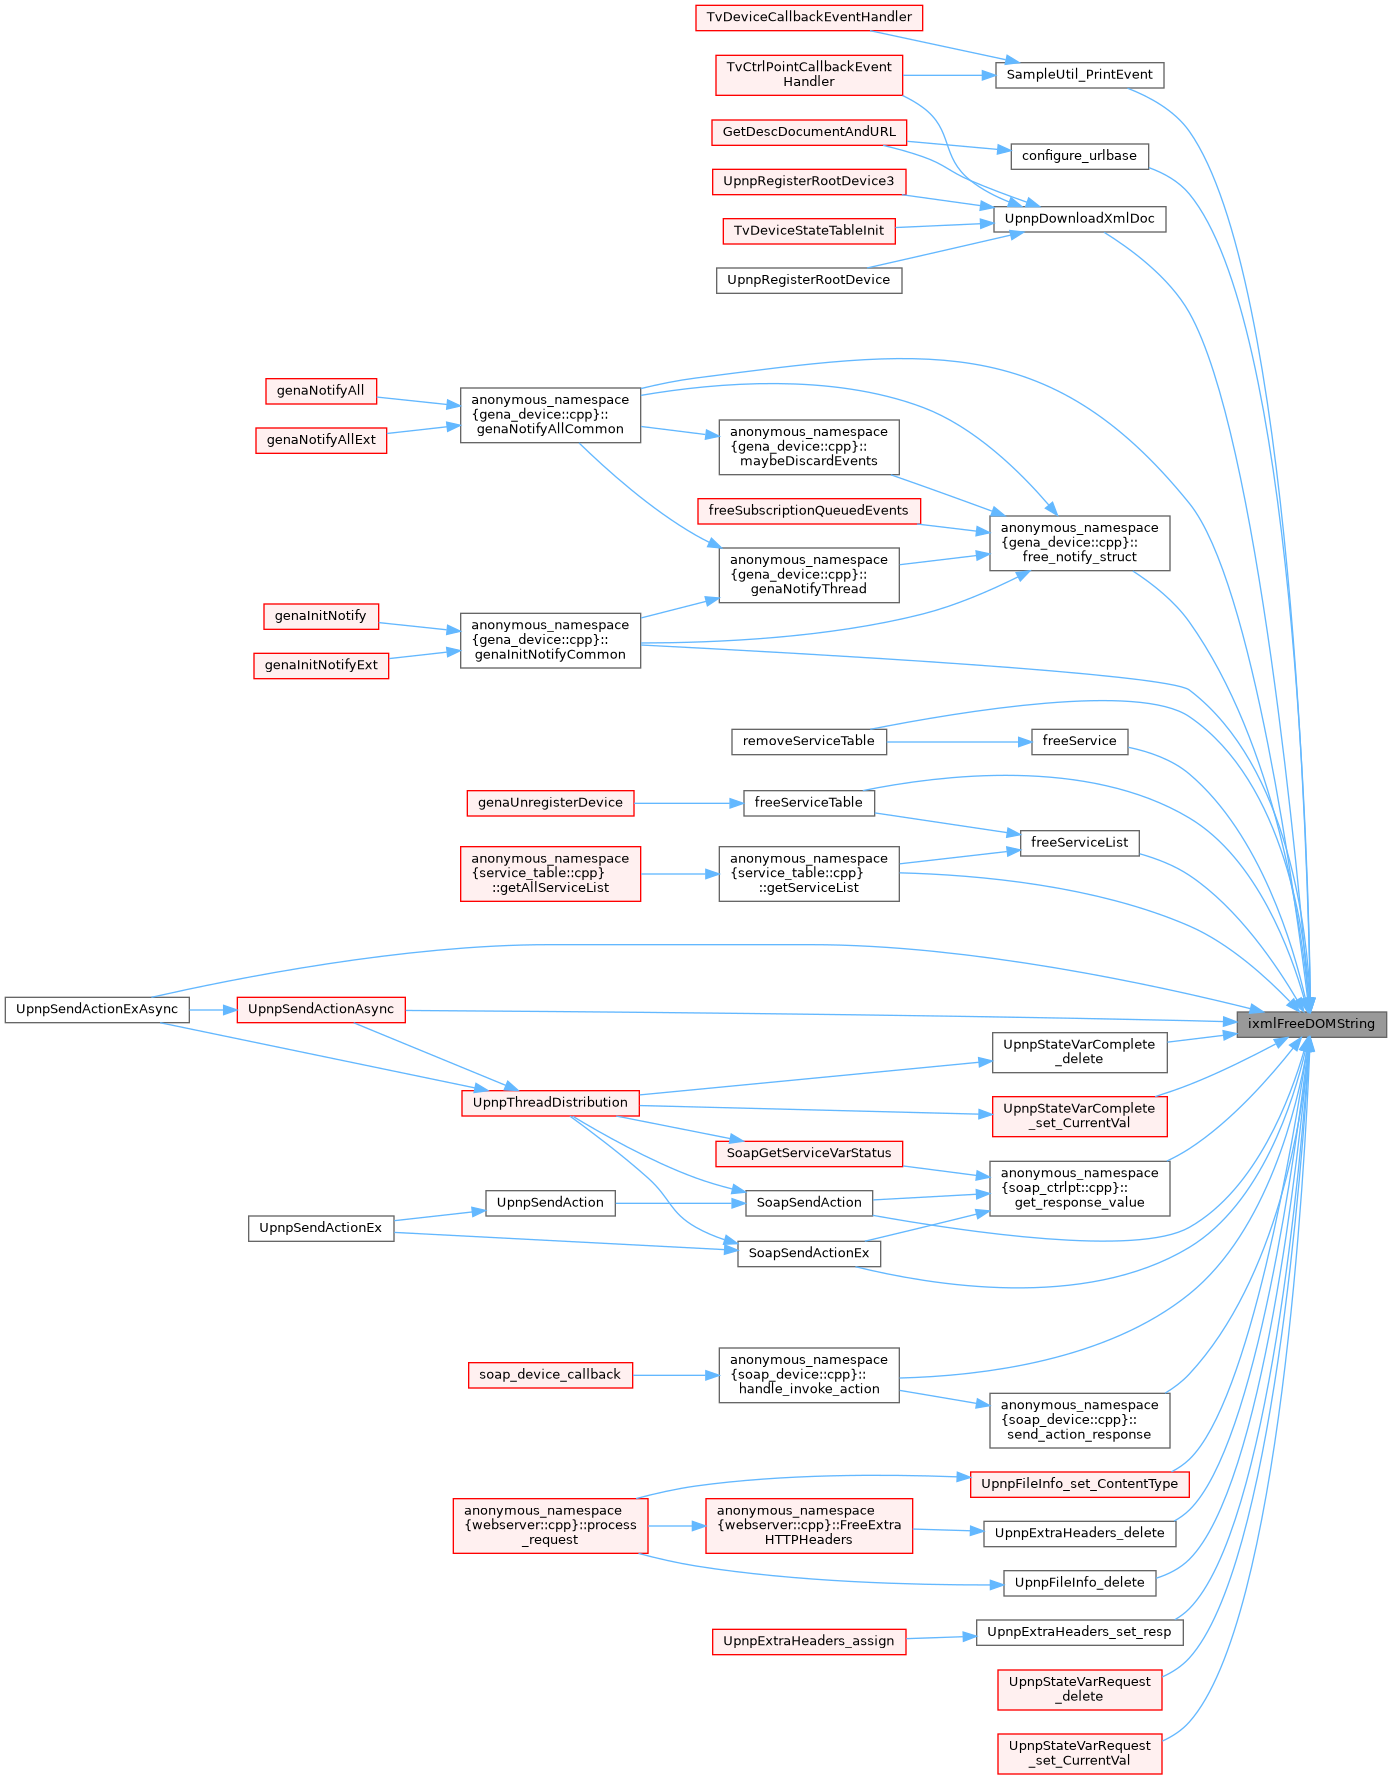 TvDeviceCallbackEventHandler
TvCtrlPointCallbackEvent
Handler
SampleUtil_PrintEvent
GetDescDocumentAndURL
configure_urlbase
UpnpRegisterRootDevice3
UpnpDownloadXmlDoc
TvDeviceStateTableInit
UpnpRegisterRootDevice
genaNotifyAll
genaNotifyAllExt
anonymous_namespace
{gena_device::cpp}::
genaNotifyAllCommon
anonymous_namespace
{gena_device::cpp}::
maybeDiscardEvents
freeSubscriptionQueuedEvents
anonymous_namespace
{gena_device::cpp}::
free_notify_struct
anonymous_namespace
{gena_device::cpp}::
genaNotifyThread
genaInitNotify
genaInitNotifyExt
anonymous_namespace
{gena_device::cpp}::
genaInitNotifyCommon
removeServiceTable
freeService
genaUnregisterDevice
freeServiceTable
freeServiceList
anonymous_namespace
{service_table::cpp}
::getAllServiceList
anonymous_namespace
{service_table::cpp}
::getServiceList
UpnpSendActionExAsync
UpnpSendActionAsync
ixmlFreeDOMString
UpnpStateVarComplete
_delete
UpnpThreadDistribution
UpnpStateVarComplete
_set_CurrentVal
SoapGetServiceVarStatus
anonymous_namespace
{soap_ctrlpt::cpp}::
get_response_value
UpnpSendAction
SoapSendAction
UpnpSendActionEx
SoapSendActionEx
soap_device_callback
anonymous_namespace
{soap_device::cpp}::
handle_invoke_action
anonymous_namespace
{soap_device::cpp}::
send_action_response
UpnpFileInfo_set_ContentType
anonymous_namespace
{webserver::cpp}::process
_request
anonymous_namespace
{webserver::cpp}::FreeExtra
HTTPHeaders
UpnpExtraHeaders_delete
UpnpFileInfo_delete
UpnpExtraHeaders_assign
UpnpExtraHeaders_set_resp
UpnpStateVarRequest
_delete
UpnpStateVarRequest
_set_CurrentVal